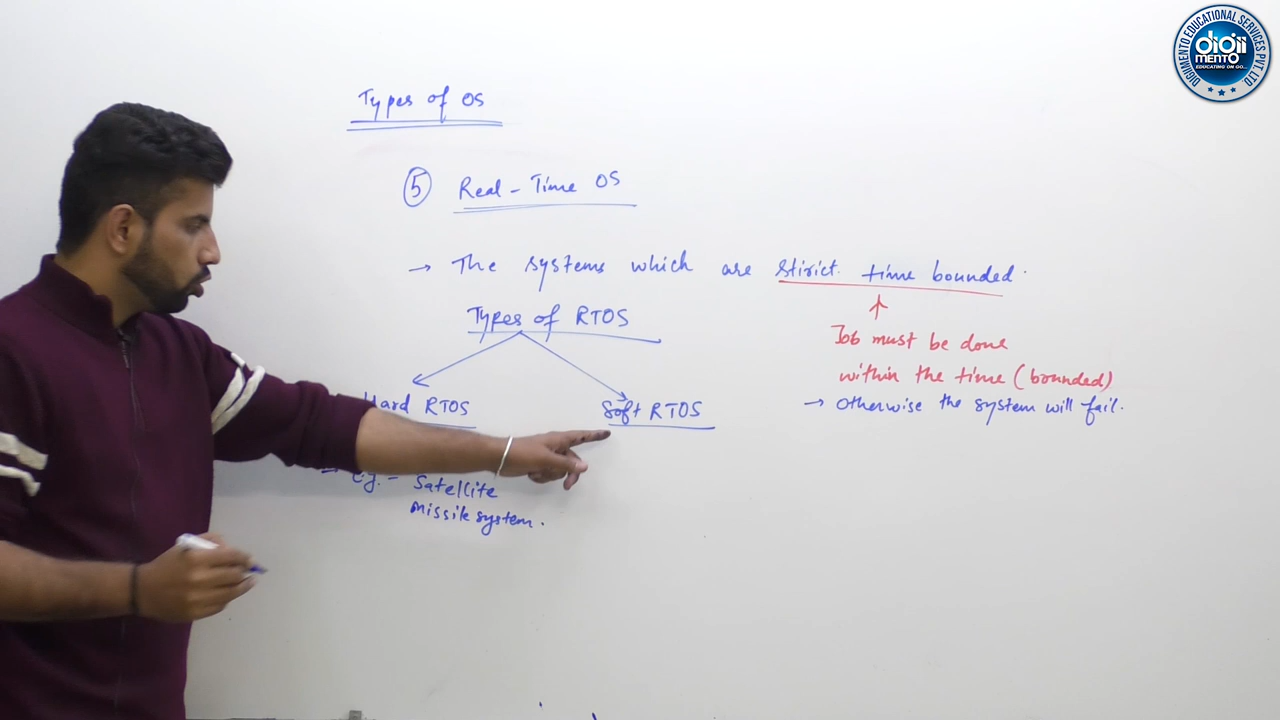 Types of OS
5 Real-Time OS
→ The systems which are strict time bounded.
Types of RTOS
Job must be done
within the time (bounded)
→ otherwise the system will fail.
Hard RTOS
Soft RTOS
→ e.g.- Satellite
missile system.
DIGIMENTO EDUCATIONAL SERVICES PVT. LTD
DIGII
MENTO
EDUCATING ON GO...